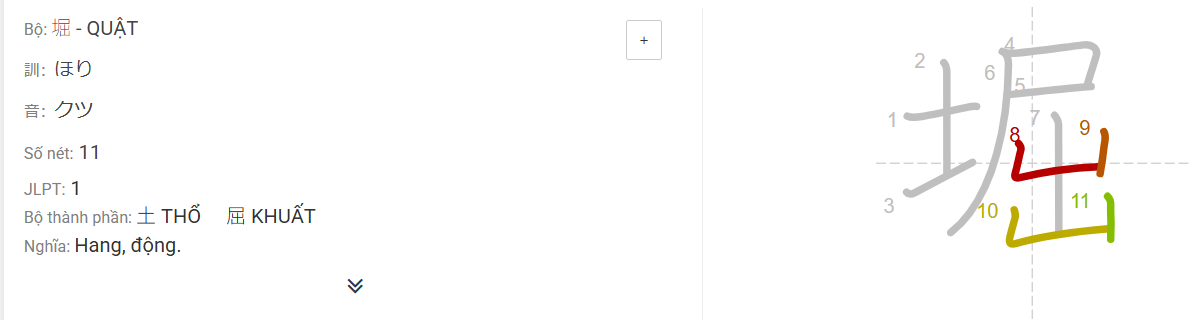 Bộ: 堀 - QUẬT
+
訓: ほり
音: クツ
Số nét: 11
JLPT: 1
Bộ thành phần: 土 THỔ 屈 KHUẤT
Nghĩa: Hang, động.
堀
1
2
3
4
5
6
7
8
9
10
11